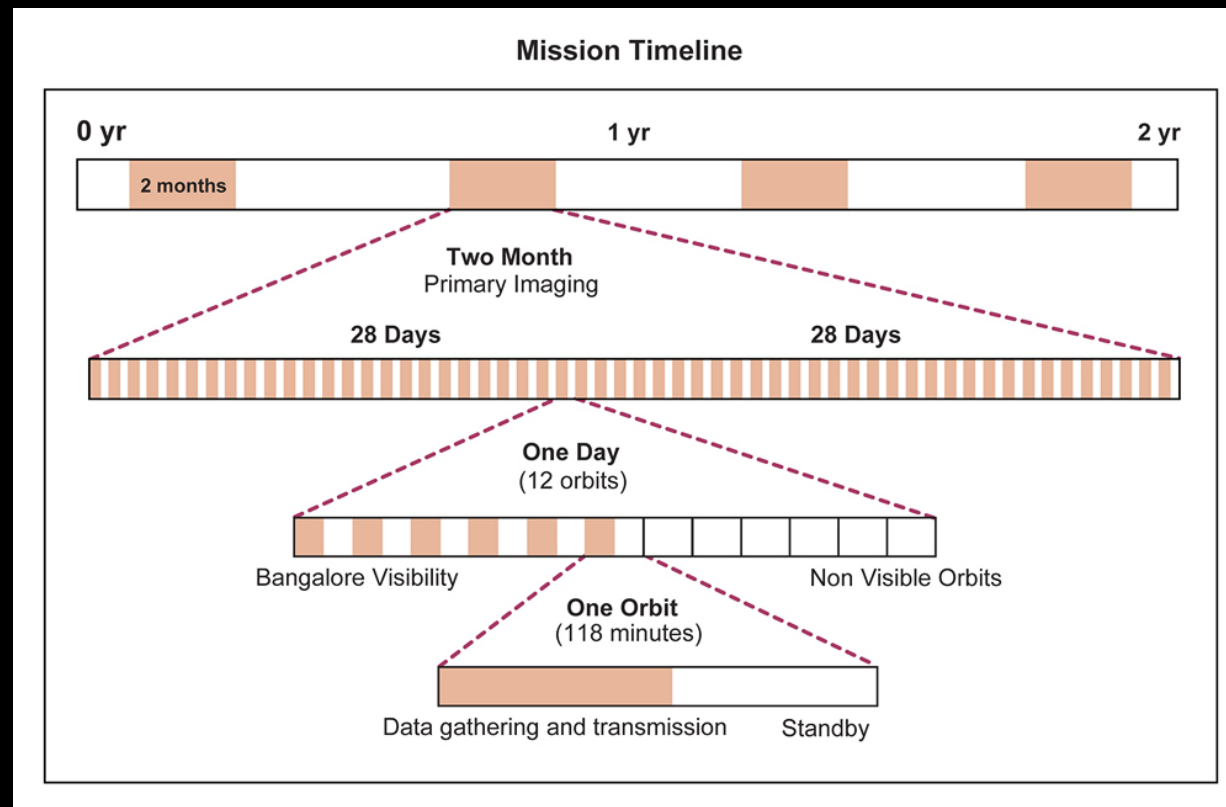 Mission Timeline
0 yr 1 yr 2 yr
2 months
Two Month
Primary Imaging
28 Days 28 Days
One Day
(12 orbits)
Bangalore Visibility Non Visible Orbits
One Orbit
(118 minutes)
Data gathering and transmission Standby